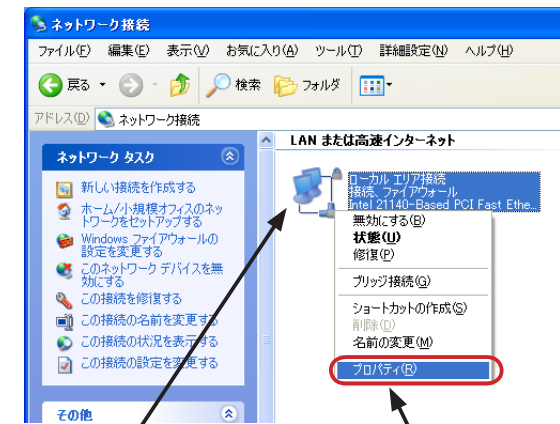 ネットワーク接続
ファイル(F) 編集(E) 表示(V) お気に入り(A) ツール(T) 詳細設定(N) ヘルプ(H)
戻る 検索 フォルダ
アドレス(D) ネットワーク接続
ネットワーク タスク
新しい接続を作成する
ホーム/小規模オフィスのネッ
トワークをセットアップする
Windows ファイアウォールの
設定を変更する
このネットワーク デバイスを無
効にする
この接続を修復する
この接続の名前を変更する
この接続の状況を表示する
この接続の設定を変更する
その他
LAN または高速インターネット
ローカル エリア接続
接続、ファイアウォール
Intel 21140-Based PCI Fast Ethe...
無効にする(B)
状態(U)
修復(P)
ブリッジ接続(G)
ショートカットの作成(S)
削除(D)
名前の変更(M)
プロパティ(R)